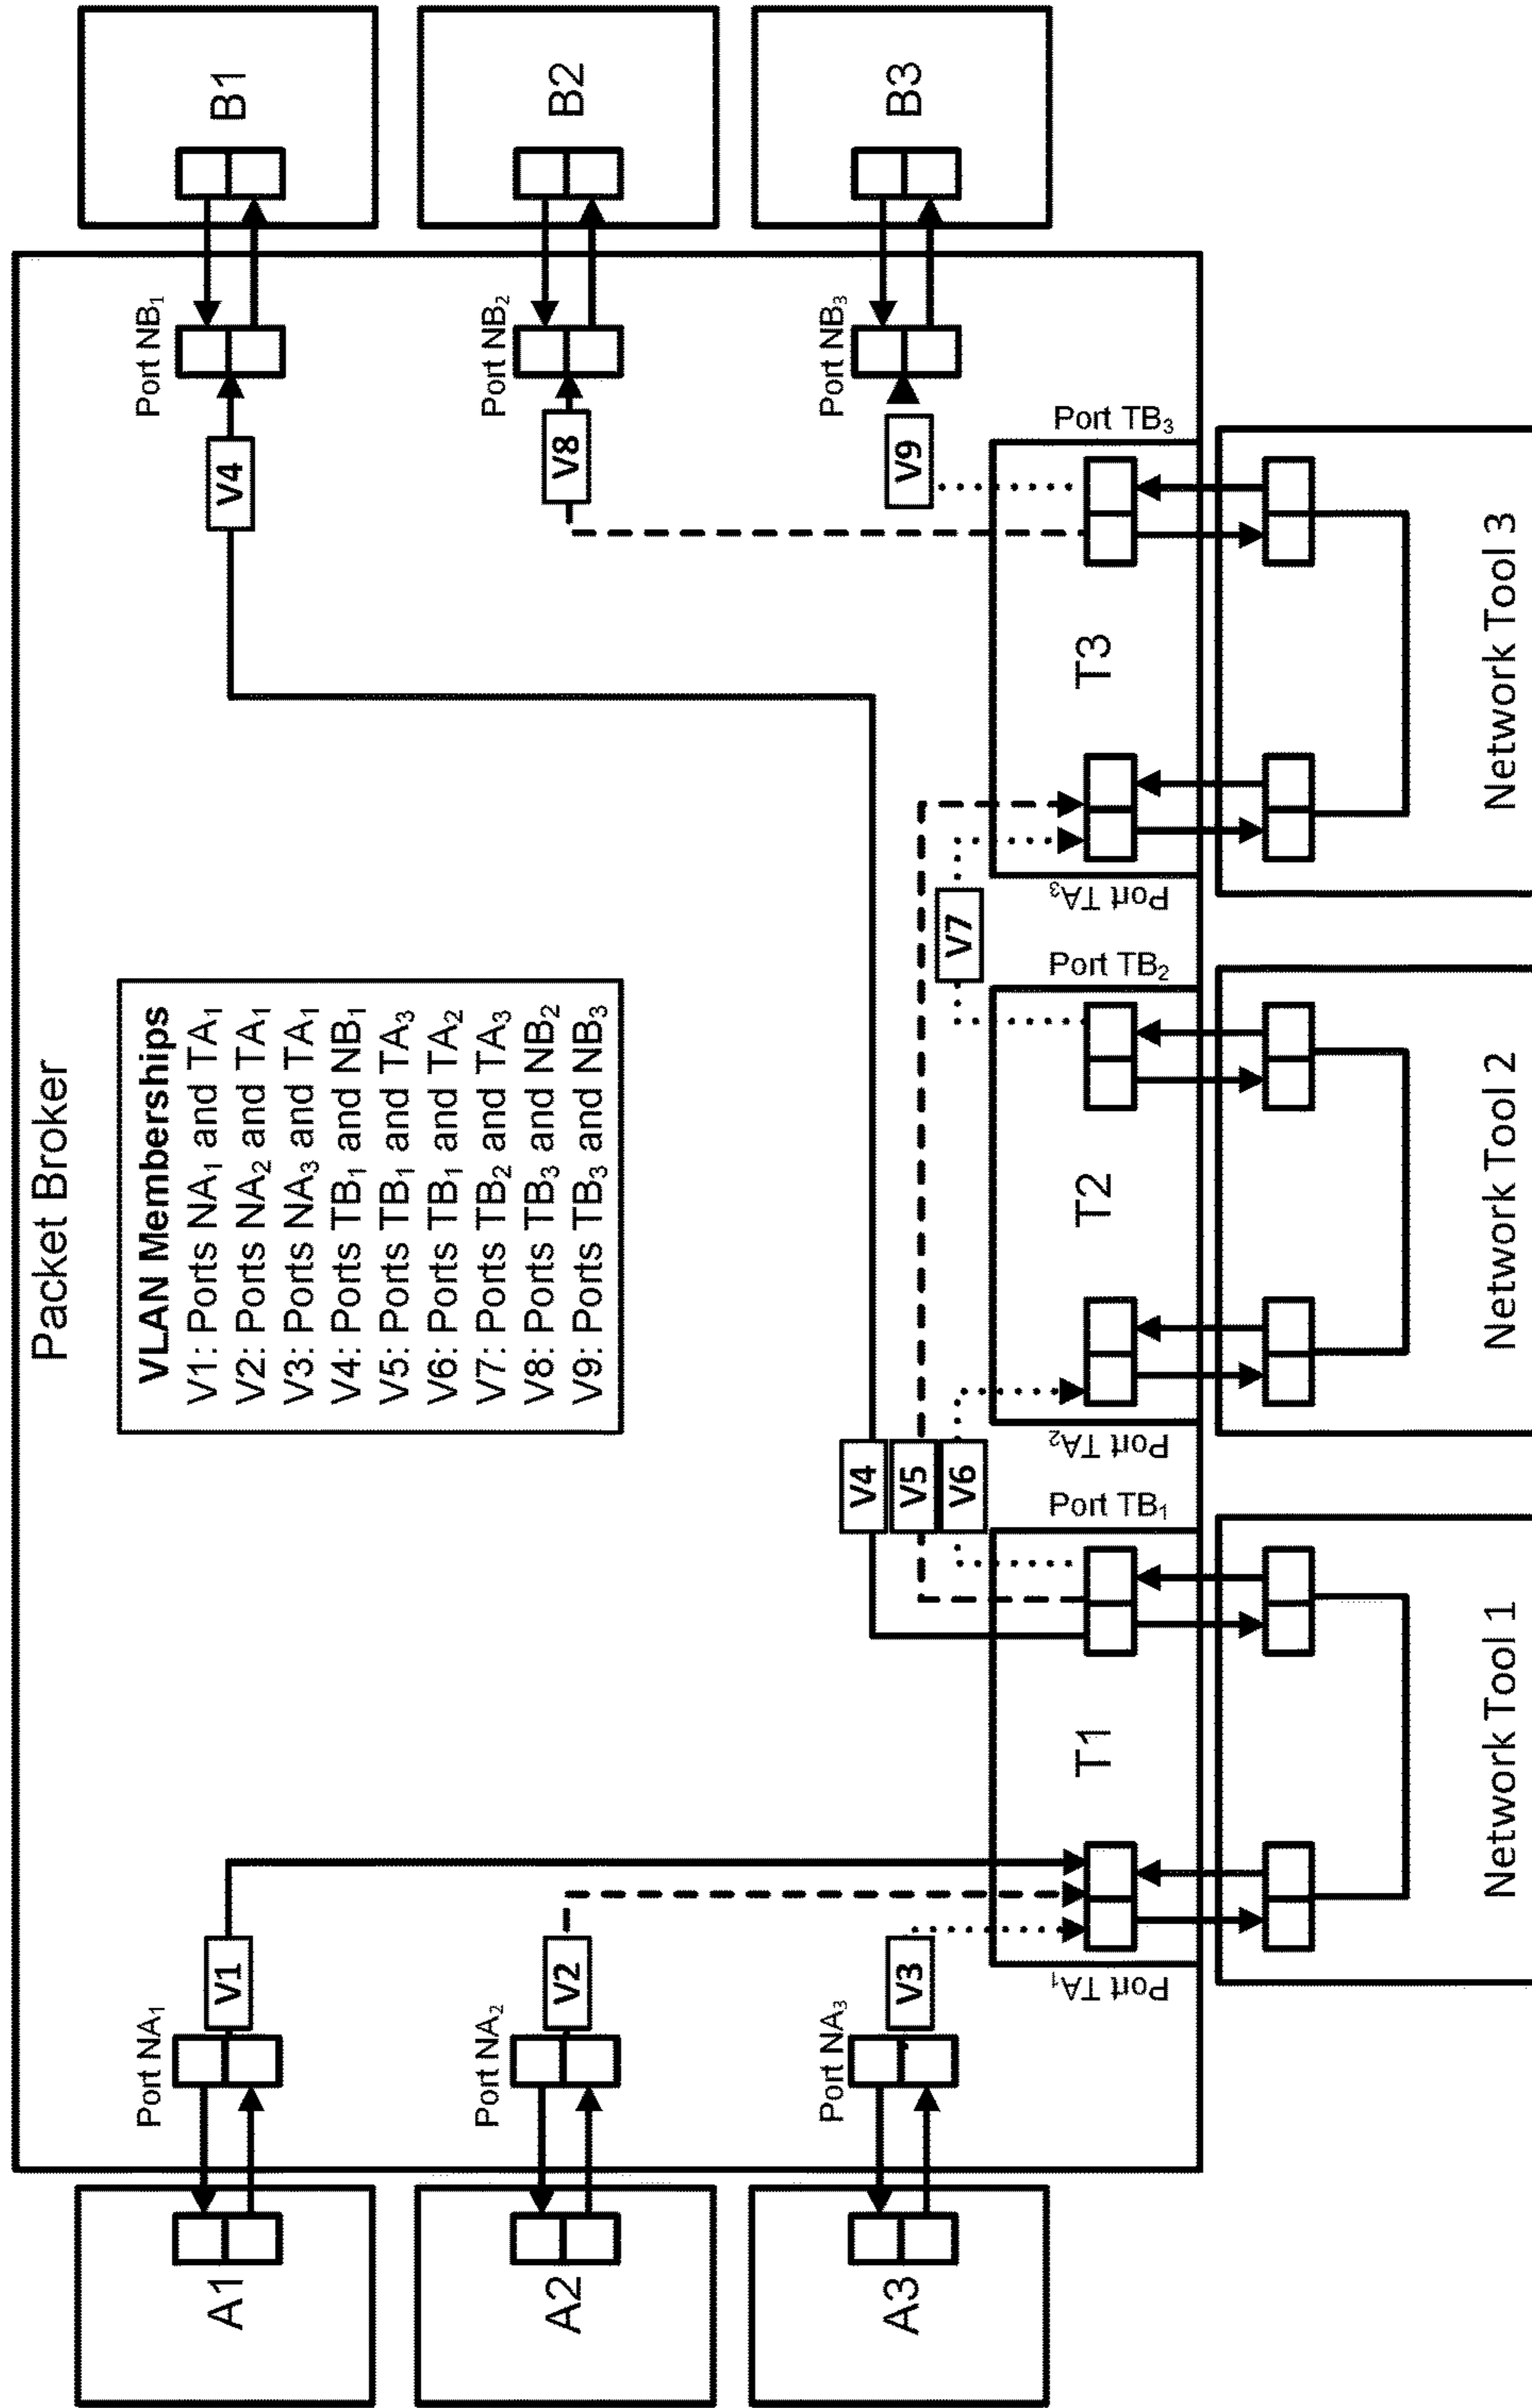 Packet Broker
A1
Port NA₁
V1
VLAN Memberships
V1: Ports NA₁ and TA₁
V2: Ports NA₂ and TA₁
V3: Ports NA₃ and TA₁
V4: Ports TB₁ and NB₁
V5: Ports TB₁ and TA₃
V6: Ports TB₁ and TA₂
V7: Ports TB₂ and TA₃
V8: Ports TB₃ and NB₂
V9: Ports TB₃ and NB₃
V4
Port NB₁
B1
A2
Port NA₂
V2
V8
Port NB₂
B2
A3
Port NA₃
V3
V4
V5
V6
V7
V9
Port NB₃
B3
Port TA₁
T1
Port TB₁
Port TA₂
T2
Port TB₂
Port TA₃
T3
Port TB₃
Network Tool 1
Network Tool 2
Network Tool 3